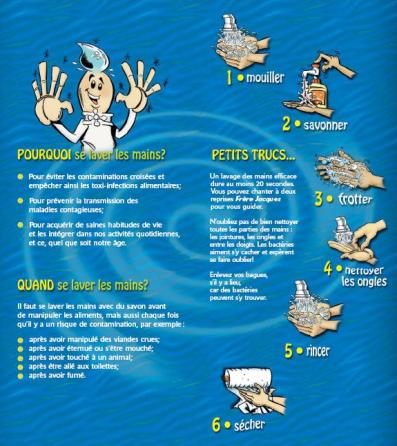 1 • mouiller
2 • savonner
POURQUOI se laver les mains?
Pour éviter les contaminations croisées et
empêcher ainsi les toxi-infections alimentaires;
Pour prévenir la transmission des
maladies contagieuses;
Pour acquérir de saines habitudes de vie
et les intégrer dans nos activités quotidiennes,
et ce, quel que soit notre âge.
QUAND se laver les mains?
Il faut se laver les mains avec du savon avant
de manipuler les aliments, mais aussi chaque fois
qu'il y a un risque de contamination, par exemple :
après avoir manipulé des viandes crues;
après avoir éternué ou s'être mouché;
après avoir touché à un animal;
après être allé aux toilettes;
après avoir fumé.
PETITS TRUCS...
Un lavage des mains efficace
dure au moins 20 secondes.
Vous pouvez chanter à deux
reprises Frère Jacques
pour vous guider.
N'oubliez pas de bien nettoyer
toutes les parties des mains :
les jointures, les ongles et
entre les doigts. Les bactéries
aiment s'y cacher et espèrent
se faire oublier!
Enlevez vos bagues,
s'il y a lieu,
car des bactéries
peuvent s'y trouver.
3 • frotter
4 • nettoyer
les ongles
5 • rincer
6 • sécher